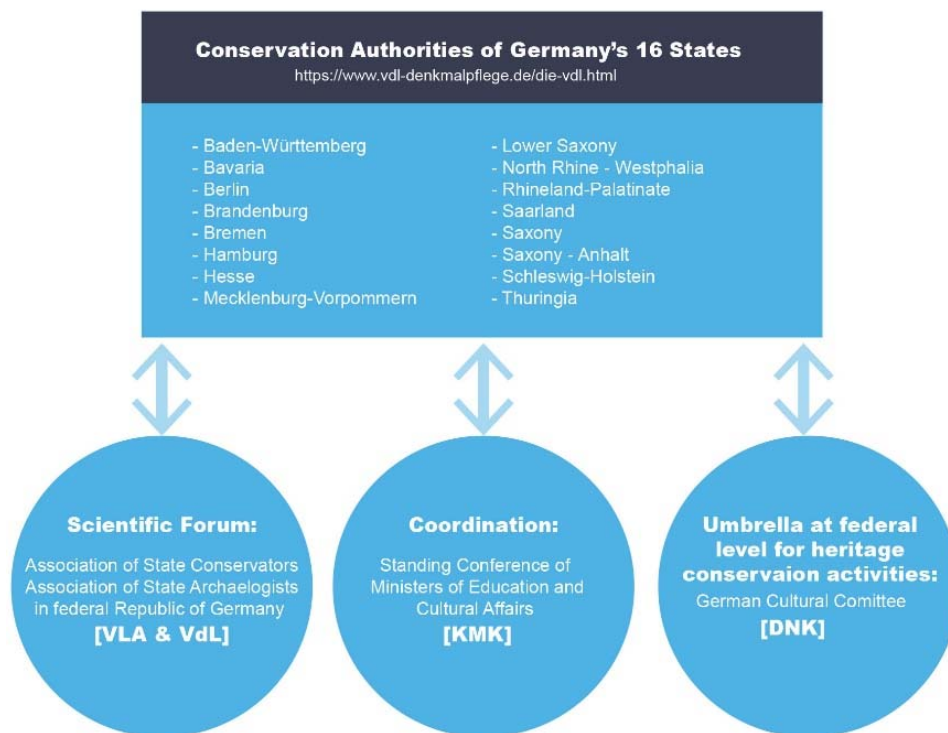 Conservation Authorities of Germany's 16 States
https://www.vdl-denkmalpflege.de/die-vdl.html
- Baden-Württemberg
- Bavaria
- Berlin
- Brandenburg
- Bremen
- Hamburg
- Hesse
- Mecklenburg-Vorpommern
- Lower Saxony
- North Rhine - Westphalia
- Rhineland-Palatinate
- Saarland
- Saxony
- Saxony - Anhalt
- Schleswig-Holstein
- Thuringia
Scientific Forum:
Association of State Conservators
Association of State Archaelogists
in federal Republic of Germany
[VLA & VdL]
Coordination:
Standing Conference of
Ministers of Education and
Cultural Affairs
[KMK]
Umbrella at federal
level for heritage
conservaion activities:
German Cultural Comittee
[DNK]